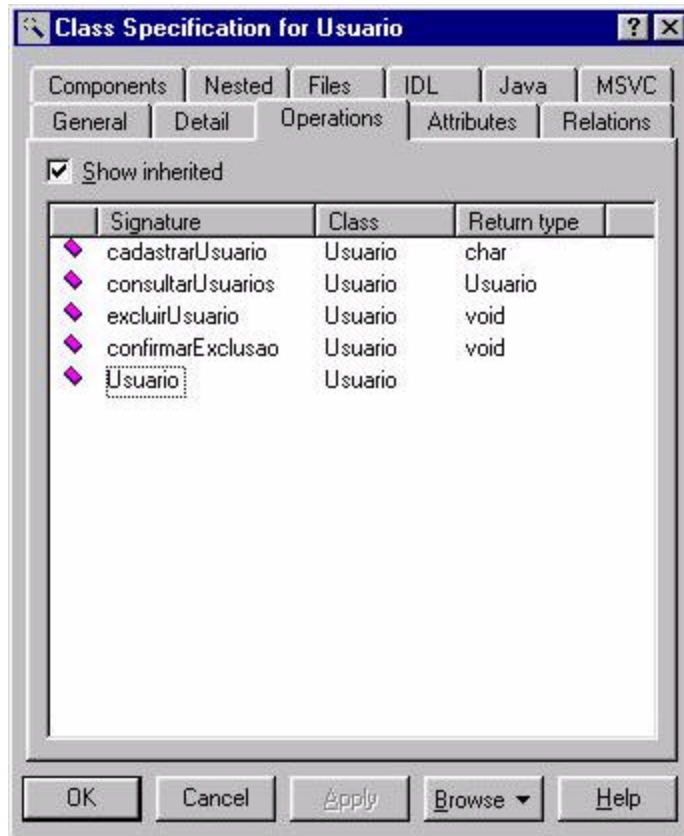 Class Specification for Usuario
Components Nested Files IDL Java MSVC
General Detail Operations Attributes Relations
Show inherited
Signature Class Return type
cadastrarUsuario Usuario char
consultarUsuarios Usuario Usuario
excluirUsuario Usuario void
confirmarExclusao Usuario void
Usuario Usuario
OK Cancel Apply Browse Help